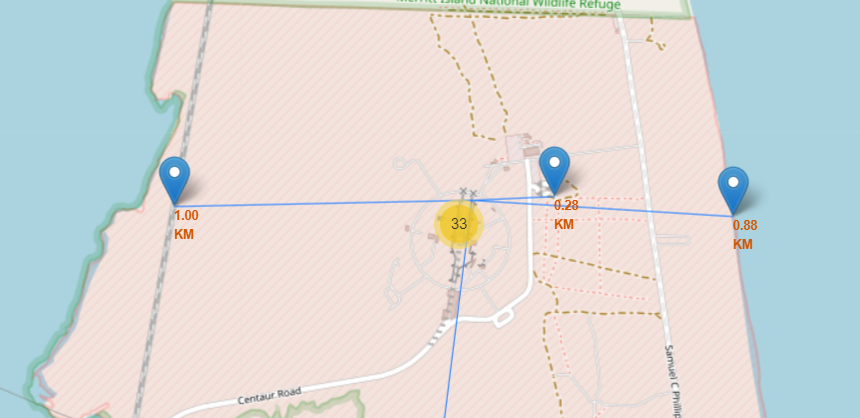 Merritt Island National Wildlife Refuge
1.00
KM
0.28
KM
0.88
KM
33
Samuel C Phillip
Centaur Road